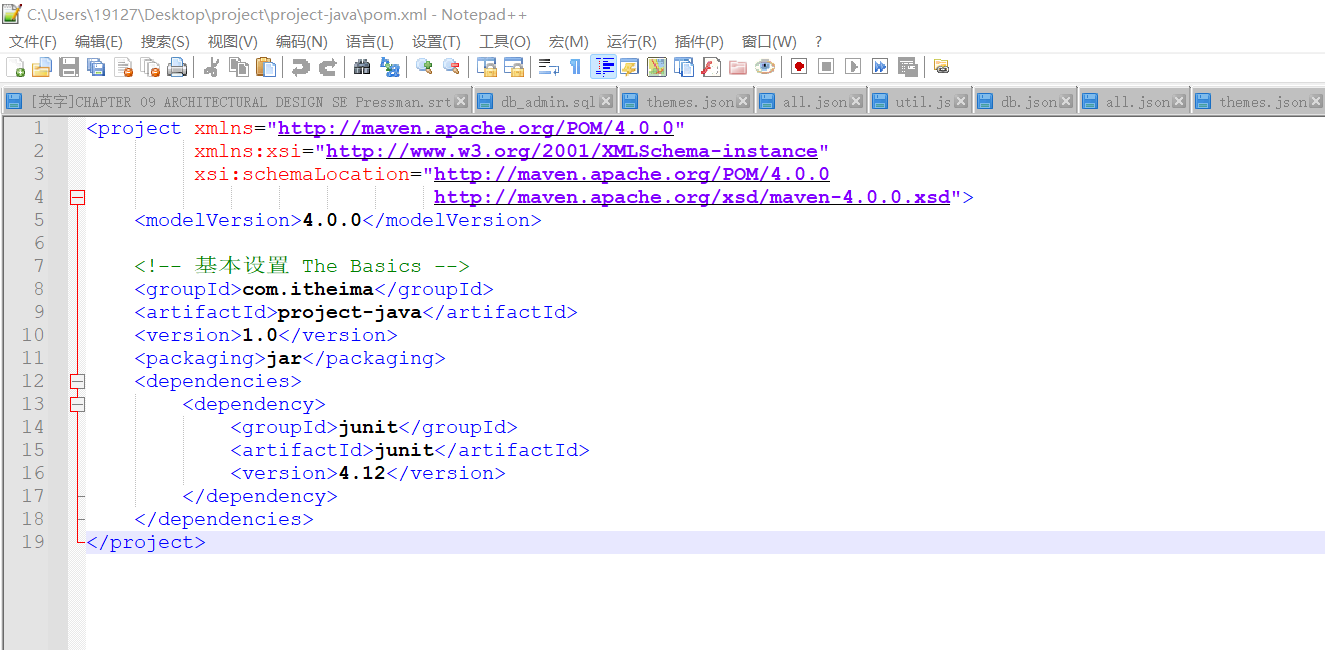 C:\Users\19127\Desktop\project\project-java\pom.xml - Notepad++
文件(F) 编辑(E) 搜索(S) 视图(V) 编码(N) 语言(L) 设置(T) 工具(O) 宏(M) 运行(R) 插件(P) 窗口(W) ?
[英字]CHAPTER 09 ARCHITECTURAL DESIGN SE Pressman.srt db_admin.sql themes.json all.json util.js db.json all.json themes.json
1 <project xmlns="http://maven.apache.org/POM/4.0.0"
2 xmlns:xsi="http://www.w3.org/2001/XMLSchema-instance"
3 xsi:schemaLocation="http://maven.apache.org/POM/4.0.0
4 http://maven.apache.org/xsd/maven-4.0.0.xsd">
5 <modelVersion>4.0.0</modelVersion>
6
7 <!-- 基本设置 The Basics -->
8 <groupId>com.itheima</groupId>
9 <artifactId>project-java</artifactId>
10 <version>1.0</version>
11 <packaging>jar</packaging>
12 <dependencies>
13 <dependency>
14 <groupId>junit</groupId>
15 <artifactId>junit</artifactId>
16 <version>4.12</version>
17 </dependency>
18 </dependencies>
19 </project>